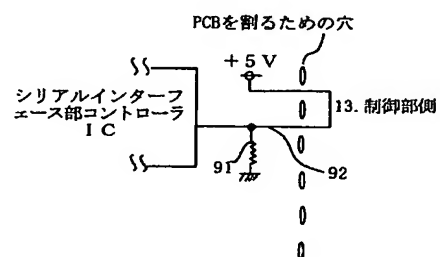 PCBを割るための穴
+5V
シリアルインターフ
ェース部コントローラ
IC
13. 制御部側
91
92